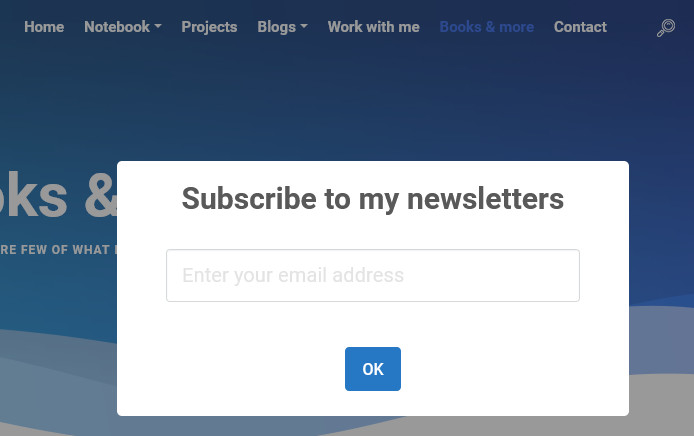 Home Notebook Projects Blogs Work with me Books & more Contact
ks &
RE FEW OF WHAT
Subscribe to my newsletters
Enter your email address
OK